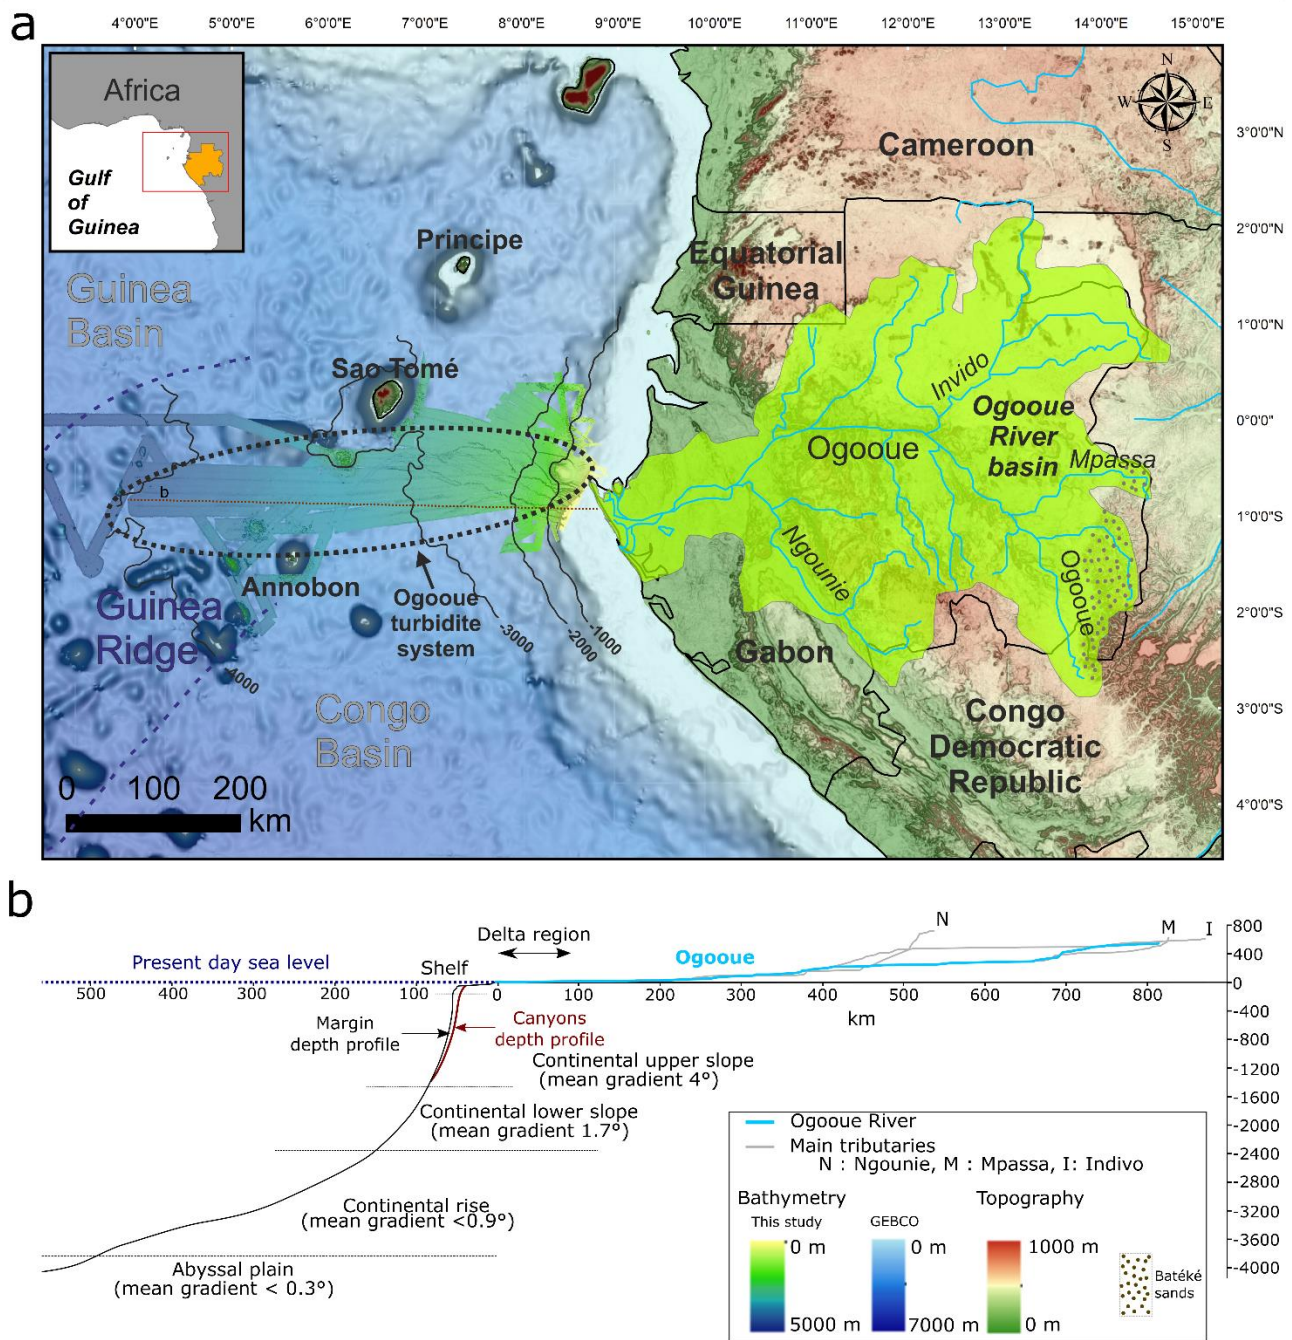 a
4°0'0"E
5°0'0"E
6°0'0"E
7°0'0"E
8°0'0"E
9°0'0"E
10°0'0"E
11°0'0"E
12°0'0"E
13°0'0"E
14°0'0"E
15°0'0"E
Africa
Gulf
of
Guinea
N
W
E
S
3°0'0"N
2°0'0"N
1°0'0"N
0°0'0"
1°0'0"S
2°0'0"S
3°0'0"S
4°0'0"S
Cameroon
Principe
Equatorial
Guinea
Guinea
Basin
Sao Tomé
Invido
Ogooue
River
basin
Ogooue
Mpassa
b
Ngounie
Ogooue
Annobon
Ogooue
turbidite
system
Guinea
Ridge
-4000
-3000
-2000
-1000
Gabon
Congo
Basin
Congo
Democratic
Republic
0 100 200
km
b
Delta region
N
M
I
Present day sea level
Shelf
Ogooue
500 400 300 200 100 0 100 200 300 400 500 600 700 800
km
800
400
0
-400
-800
-1200
-1600
-2000
-2400
-2800
-3200
-3600
-4000
Margin
depth profile
Canyons
depth profile
Continental upper slope
(mean gradient 4°)
Continental lower slope
(mean gradient 1.7°)
Continental rise
(mean gradient <0.9°)
Abyssal plain
(mean gradient < 0.3°)
Ogooue River
Main tributaries
N : Ngounie, M : Mpassa, I: Indivo
Bathymetry
Topography
This study
GEBCO
0 m
5000 m
0 m
7000 m
1000 m
0 m
Batéké
sands